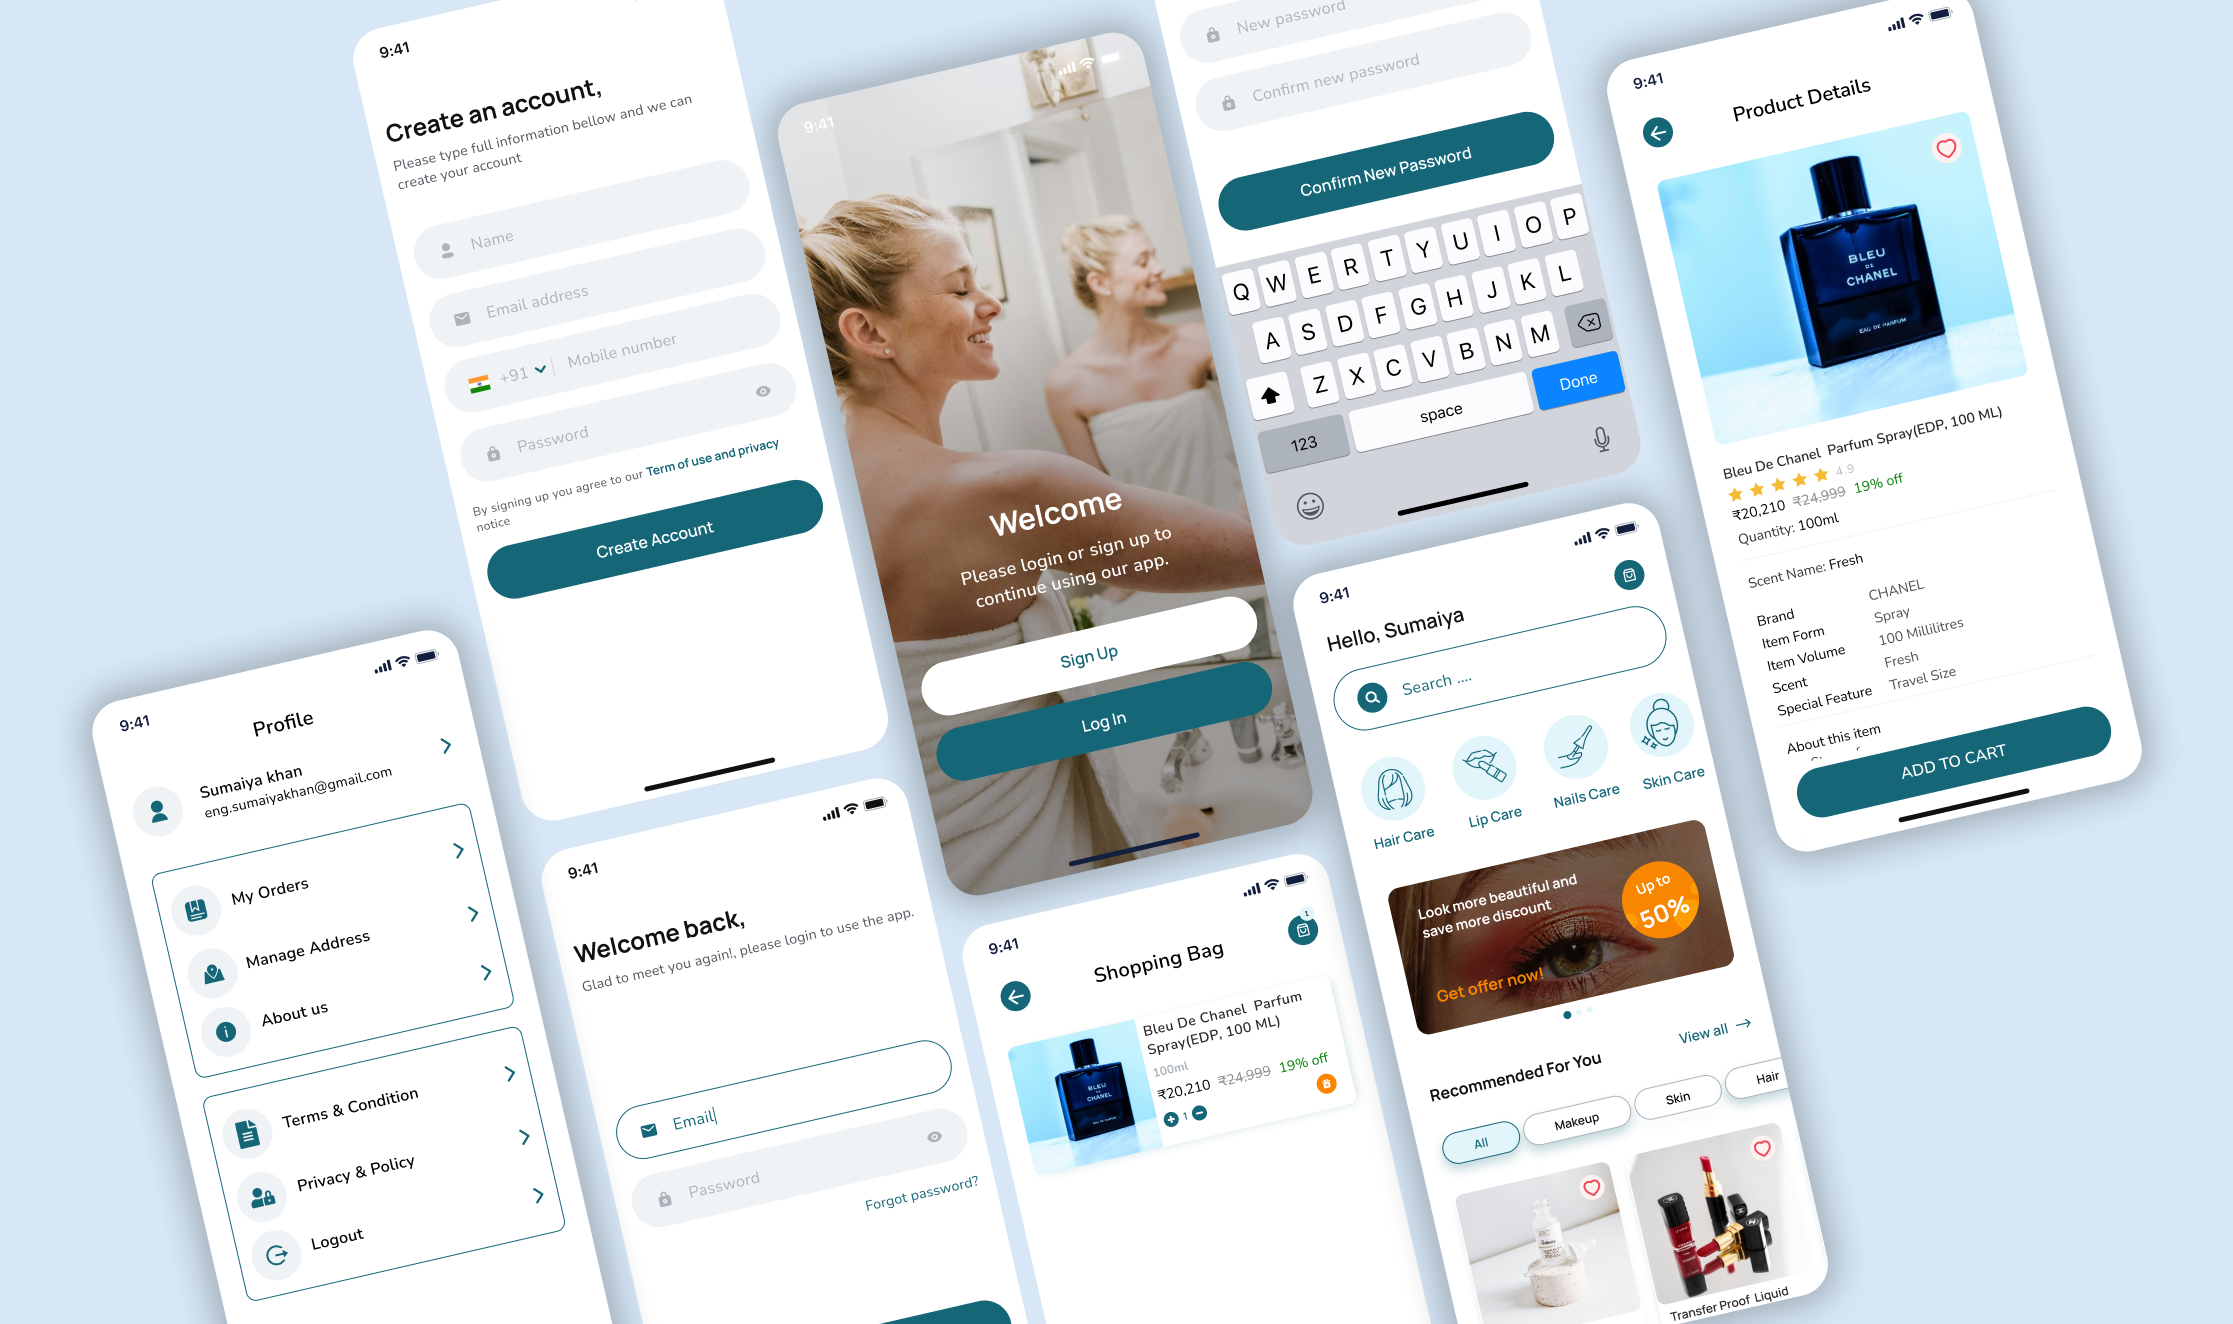 9:41
Create an account,
Please type full information bellow and we can
create your account
Name
Email address
+91
Mobile number
Password
By signing up you agree to our Term of use and privacy
notice
Create Account
9:41
Welcome
Please login or sign up to
continue using our app.
Sign Up
Log In
New password
Confirm new password
Confirm New Password
Q W E R T Y U I O P
A S D F G H J K L
Z X C V B N M
123
space
Done
9:41
Product Details
BLEU
DE
CHANEL
EAU DE PARFUM
Bleu De Chanel Parfum Spray(EDP, 100 ML)
4.9
₹20,210 ₹24,999 19% off
Quantity: 100ml
Scent Name: Fresh
Brand CHANEL
Item Form Spray
Item Volume 100 Millilitres
Scent Fresh
Special Feature Travel Size
About this item
ADD TO CART
9:41
Profile
Sumaiya khan
eng.sumaiyakhan@gmail.com
My Orders
Manage Address
About us
Terms & Condition
Privacy & Policy
Logout
9:41
Welcome back,
Glad to meet you again!, please login to use the app.
Email
Password
Forgot password?
9:41
1
Shopping Bag
BLEU
DE
CHANEL
Bleu De Chanel Parfum
Spray(EDP, 100 ML)
100ml
₹20,210 ₹24,999 19% off
1
9:41
Hello, Sumaiya
Search ....
Hair Care
Lip Care
Nails Care
Skin Care
Look more beautiful and
save more discount
Get offer now!
Up to
50%
Recommended For You
View all
All
Makeup
Skin
Hair
Transfer Proof Liquid